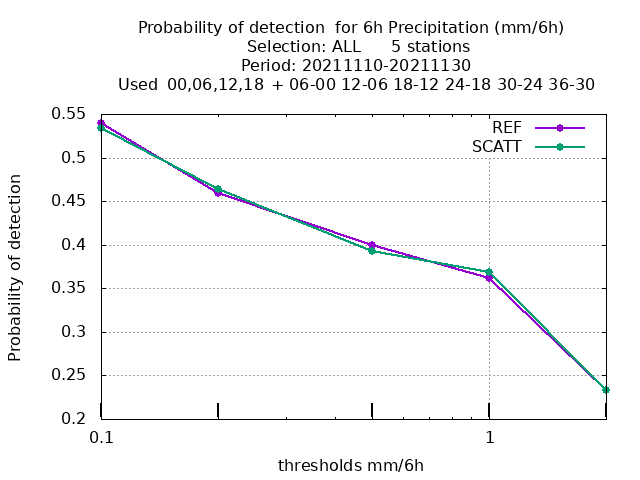 Probability of detection  for 6h Precipitation (mm/6h)
Selection: ALL      5 stations
Period: 20211110-20211130
Used  00,06,12,18  + 06-00 12-06 18-12 24-18 30-24 36-30
0.55
REF
SCATT
0.5
0.45
0.4
0.35
0.3
0.25
0.2
Probability of detection
0.1
1
thresholds mm/6h